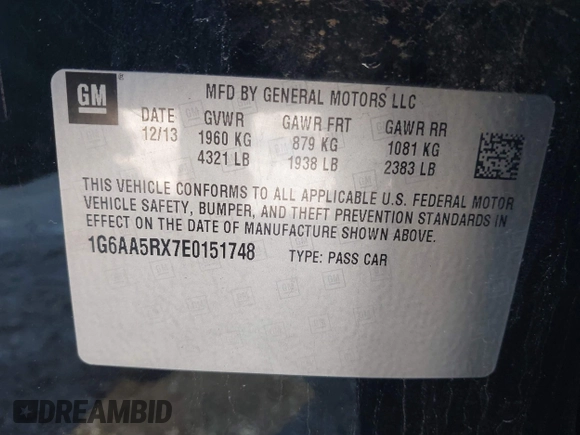 GM
MFD BY GENERAL MOTORS LLC
DATE GVWR GAWR FRT GAWR RR
12/13 1960 KG 879 KG 1081 KG
4321 LB 1938 LB 2383 LB
THIS VEHICLE CONFORMS TO ALL APPLICABLE U.S. FEDERAL MOTOR
VEHICLE SAFETY, BUMPER, AND THEFT PREVENTION STANDARDS IN
EFFECT ON THE DATE OF MANUFACTURE SHOWN ABOVE.
1G6AA5RX7E0151748 TYPE: PASS CAR
DREAMBID